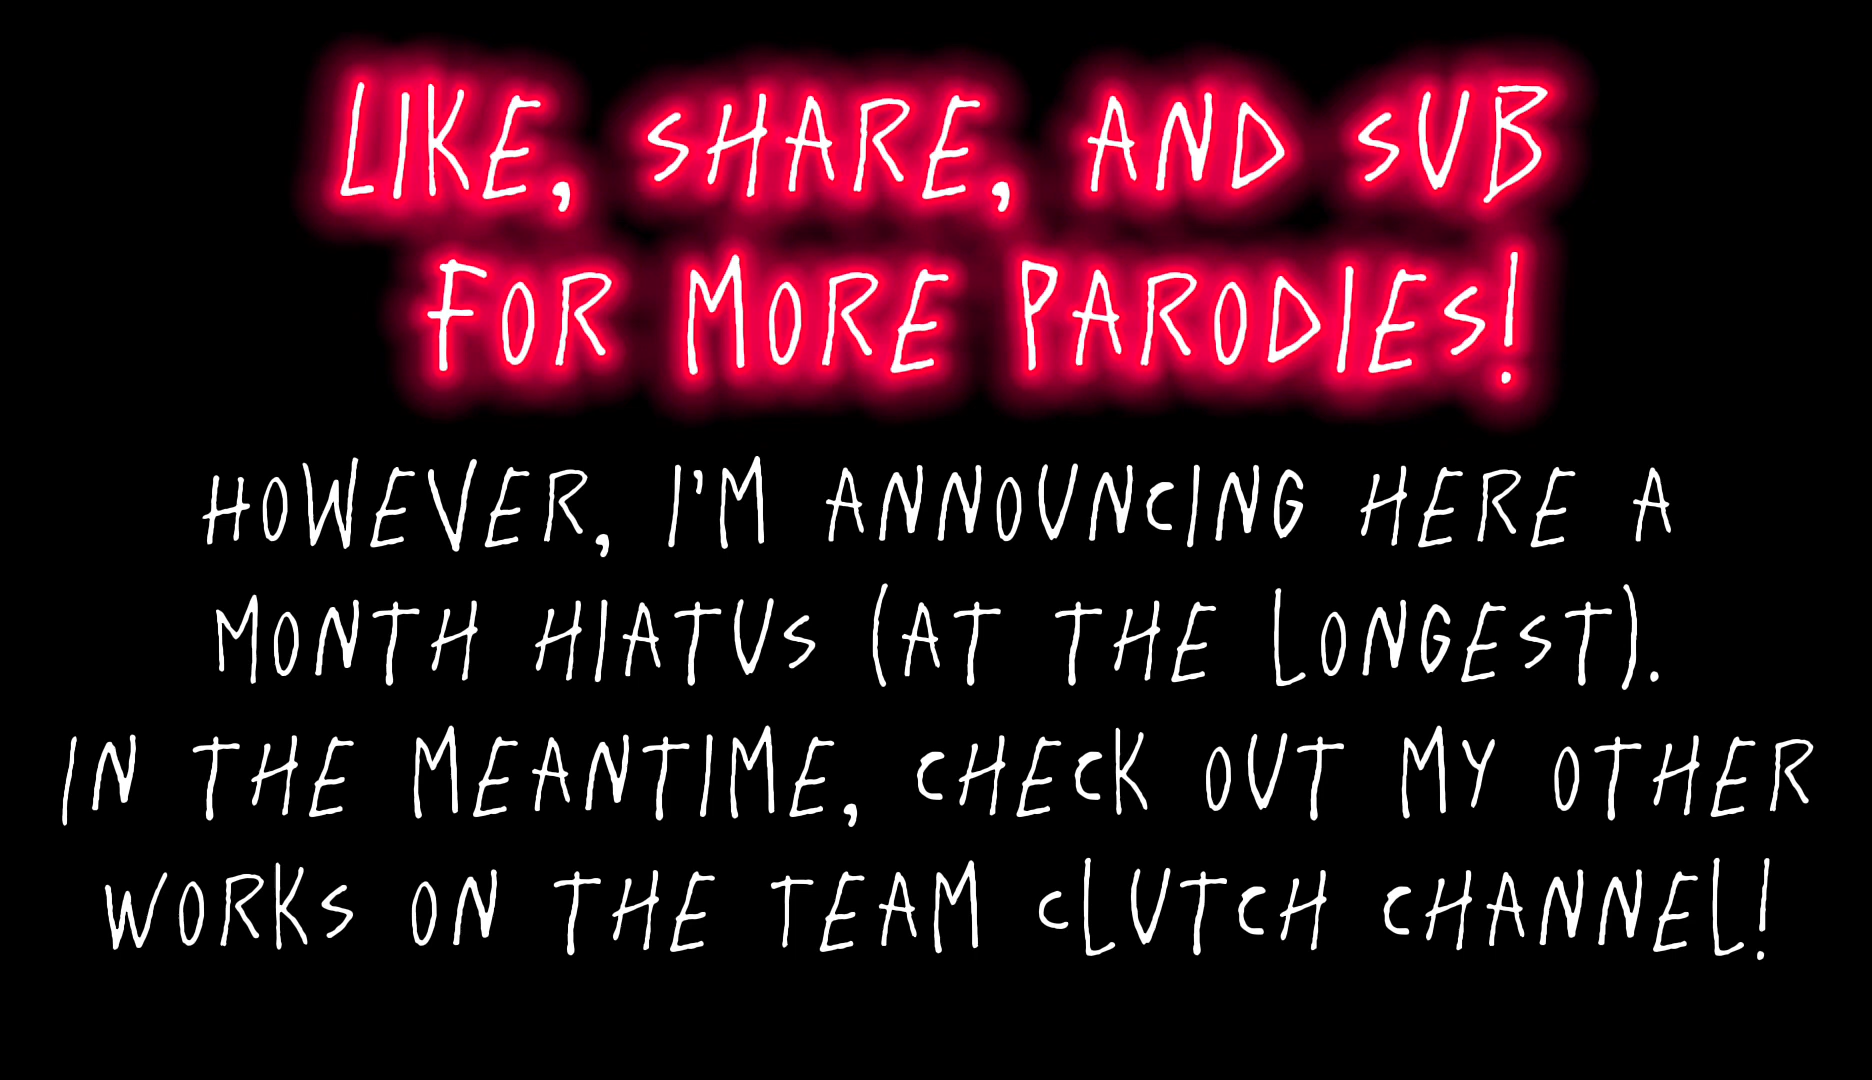 LIKE, SHARE, AND SUB
FOR MORE PARODIES!
HOWEVER, I'M ANNOUNCING HERE A
MONTH HIATUS (AT THE LONGEST).
IN THE MEANTIME, CHECK OUT MY OTHER
WORKS ON THE TEAM CLUTCH CHANNEL!